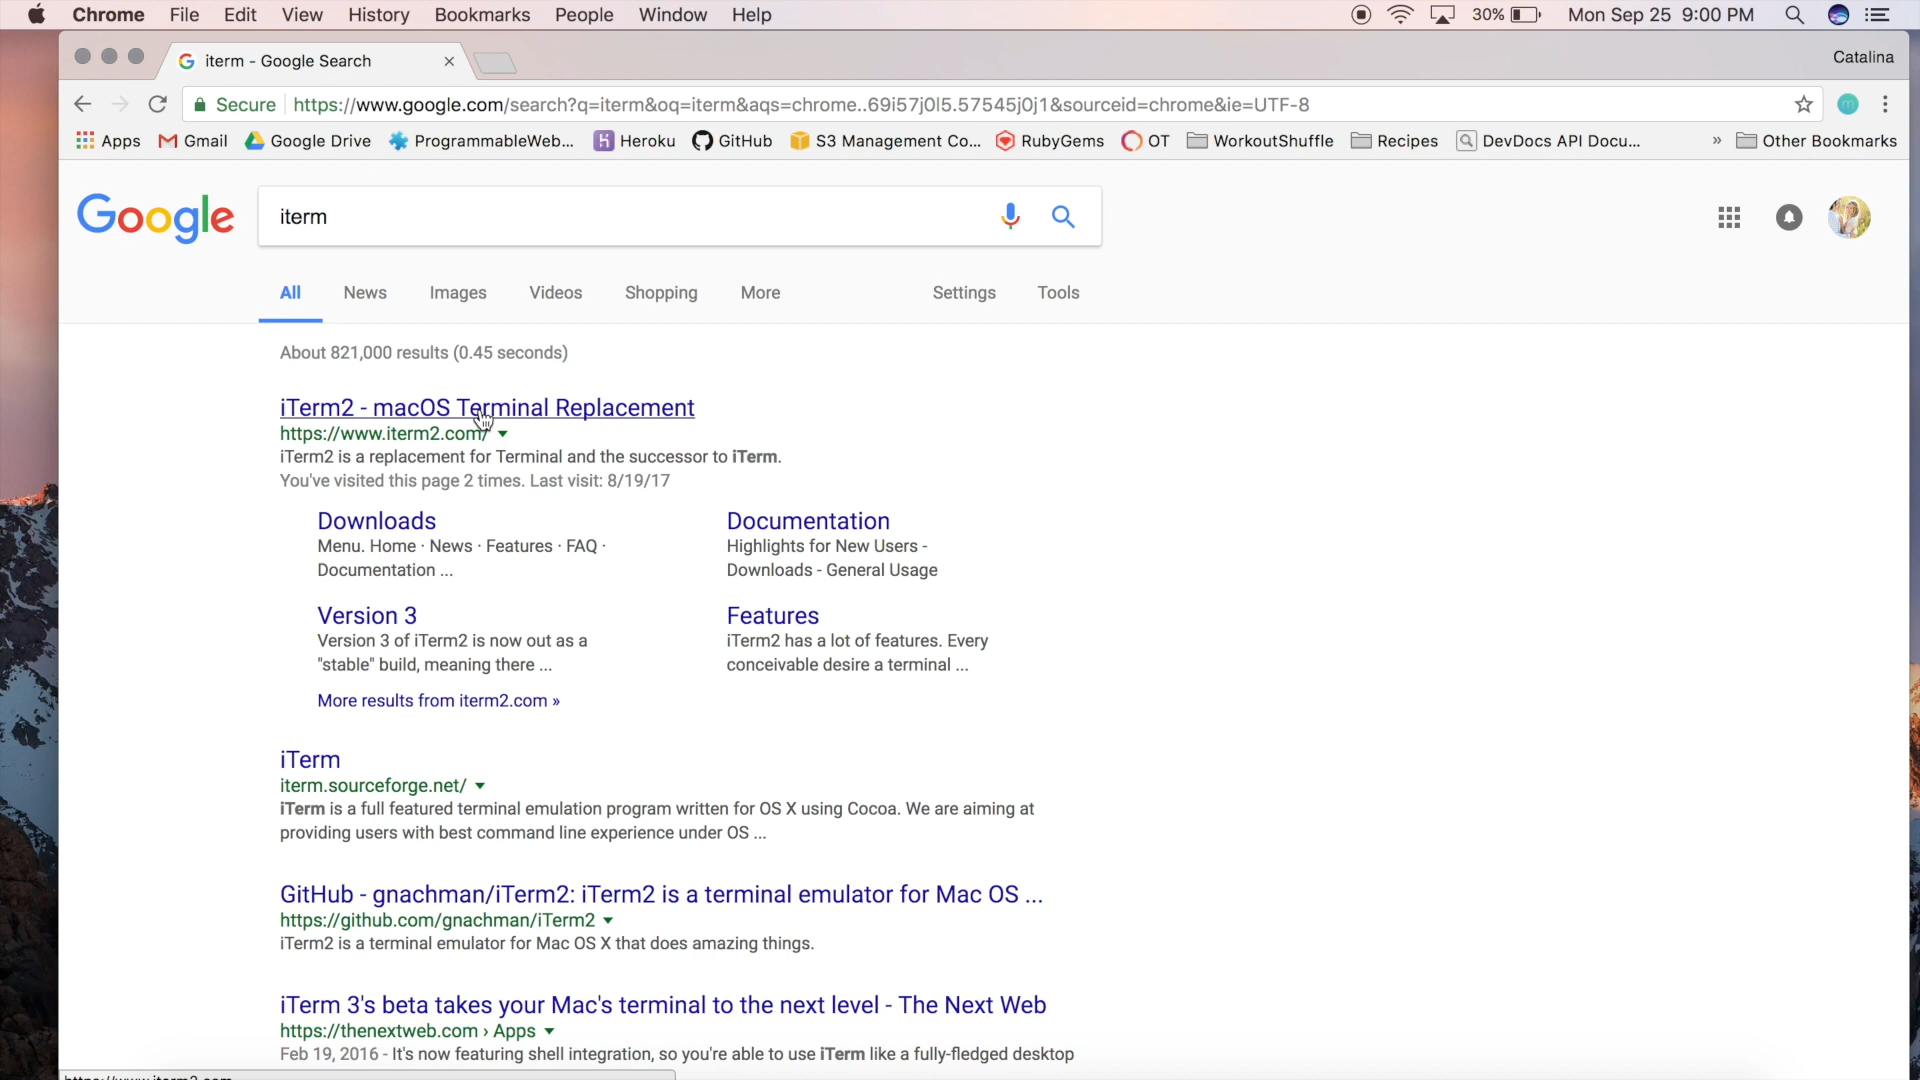 Chrome File Edit View History Bookmarks People Window Help 30% Mon Sep 25 9:00 PM
iterm - Google Search Catalina
Secure https://www.google.com/search?q=iterm&oq=iterm&aqs=chrome..69i57j0l5.57545j0j1&sourceid=chrome&ie=UTF-8 m
Apps Gmail Google Drive ProgrammableWeb... Heroku GitHub S3 Management Co... RubyGems OT WorkoutShuffle Recipes DevDocs API Docu... » Other Bookmarks
Google iterm
All News Images Videos Shopping More Settings Tools
About 821,000 results (0.45 seconds)
iTerm2 - macOS Terminal Replacement
https://www.iterm2.com/
iTerm2 is a replacement for Terminal and the successor to iTerm.
You've visited this page 2 times. Last visit: 8/19/17
Downloads
Menu. Home · News · Features · FAQ ·
Documentation ...
Documentation
Highlights for New Users -
Downloads - General Usage
Version 3
Version 3 of iTerm2 is now out as a
"stable" build, meaning there ...
Features
iTerm2 has a lot of features. Every
conceivable desire a terminal ...
More results from iterm2.com »
iTerm
iterm.sourceforge.net/
iTerm is a full featured terminal emulation program written for OS X using Cocoa. We are aiming at
providing users with best command line experience under OS ...
GitHub - gnachman/iTerm2: iTerm2 is a terminal emulator for Mac OS ...
https://github.com/gnachman/iTerm2
iTerm2 is a terminal emulator for Mac OS X that does amazing things.
iTerm 3's beta takes your Mac's terminal to the next level - The Next Web
https://thenextweb.com › Apps
Feb 19, 2016 - It's now featuring shell integration, so you're able to use iTerm like a fully-fledged desktop